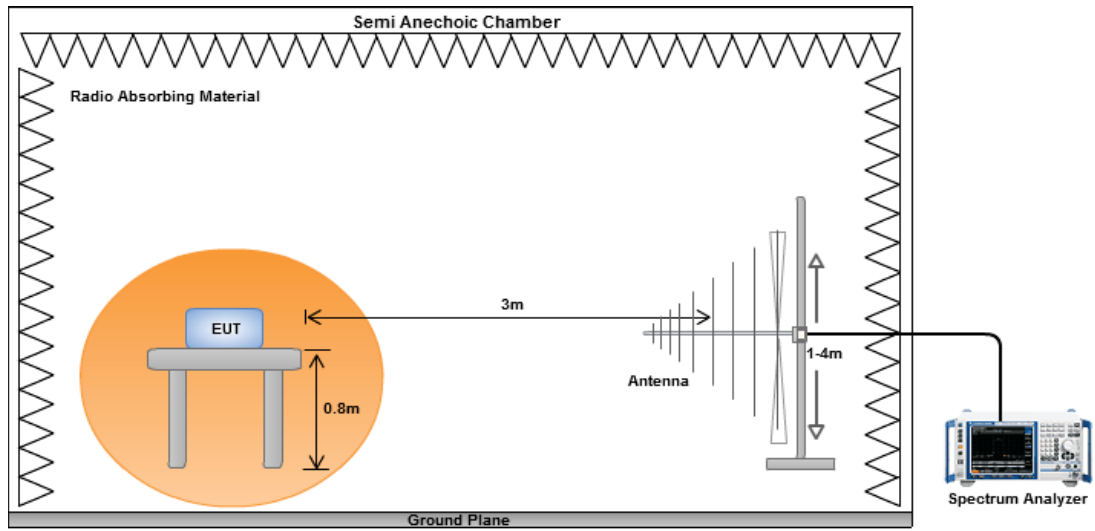 Semi Anechoic Chamber
Radio Absorbing Material
3m
EUT
1-4m
Antenna
0.8m
Spectrum Analyzer
Ground Plane